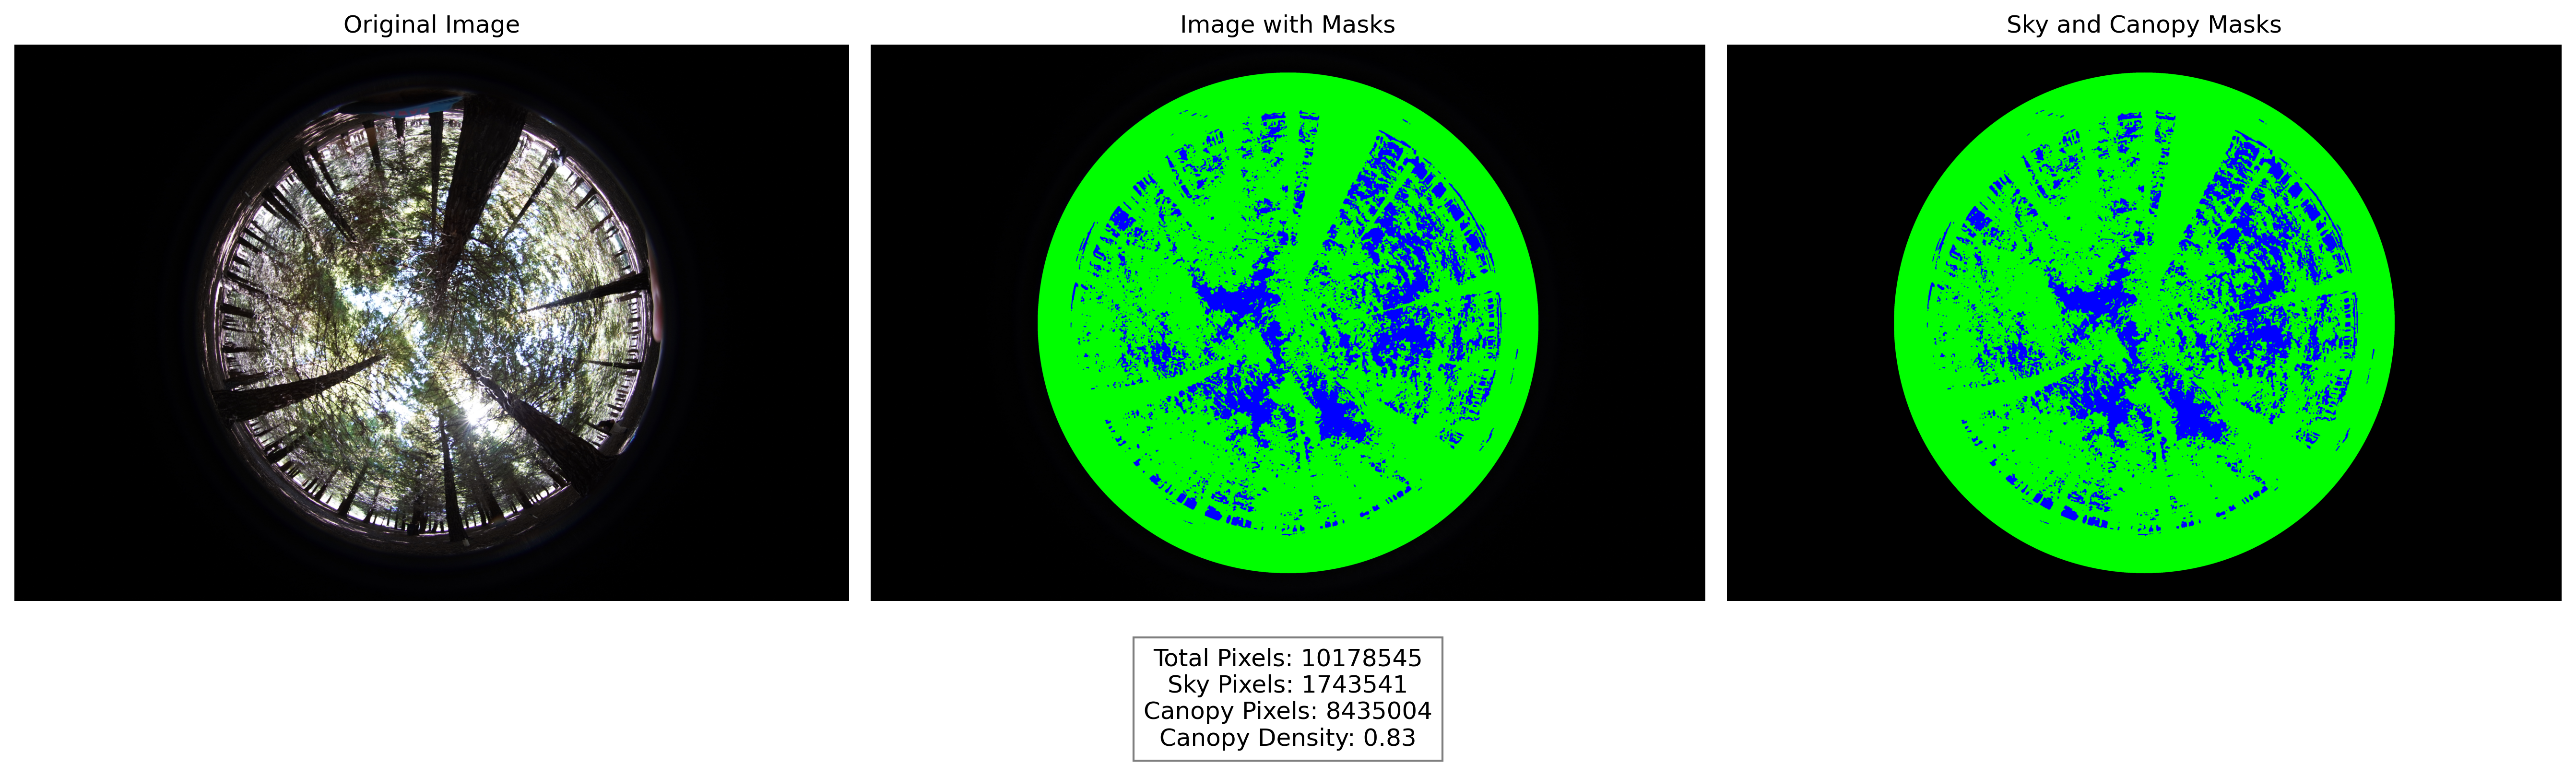 Original Image
Image with Masks
Sky and Canopy Masks
Total Pixels: 10178545
Sky Pixels: 1743541
Canopy Pixels: 8435004
Canopy Density: 0.83